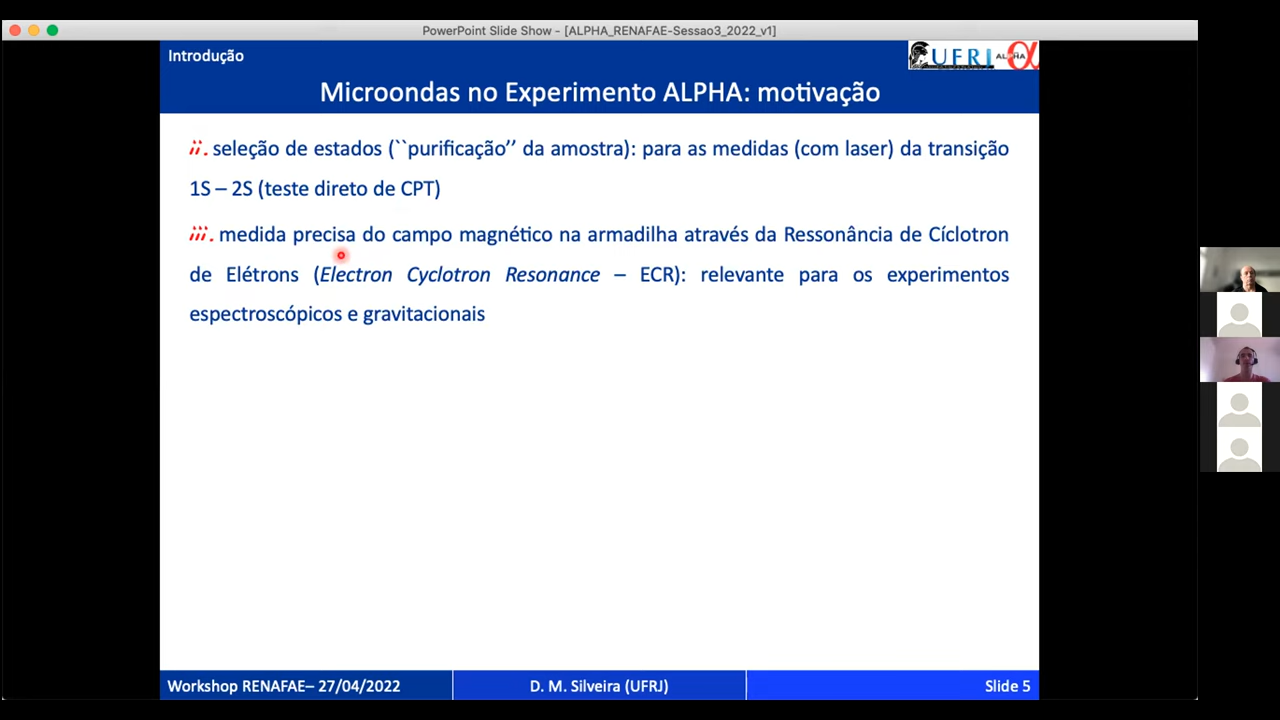 PowerPoint Slide Show - [ALPHA_RENAFAE-Sessao3_2022_v1]
Introdução
UFRJ ALPHA
Microondas no Experimento ALPHA: motivação
ii. seleção de estados (``purificação’’ da amostra): para as medidas (com laser) da transição
1S – 2S (teste direto de CPT)
iii. medida precisa do campo magnético na armadilha através da Ressonância de Cíclotron
de Elétrons (Electron Cyclotron Resonance – ECR): relevante para os experimentos
espectroscópicos e gravitacionais
Workshop RENAFAE– 27/04/2022
D. M. Silveira (UFRJ)
Slide 5